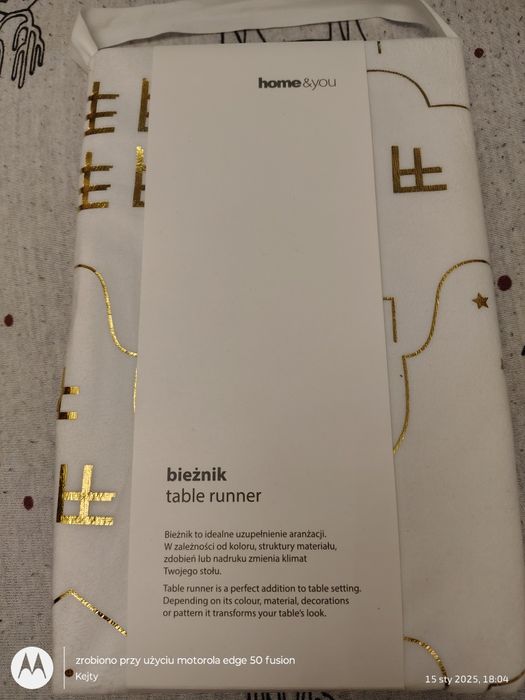 home&you
bieżnik
table runner
Bieżnik to idealne uzupełnienie aranżacji.
W zależności od koloru, struktury materiału,
zdobień lub nadruku zmienia klimat
Twojego stołu.
Table runner is a perfect addition to table setting.
Depending on its colour, material, decorations
or pattern it transforms your table's look.
zrobiono przy użyciu motorola edge 50 fusion
Kejty
15 sty 2025, 18:04